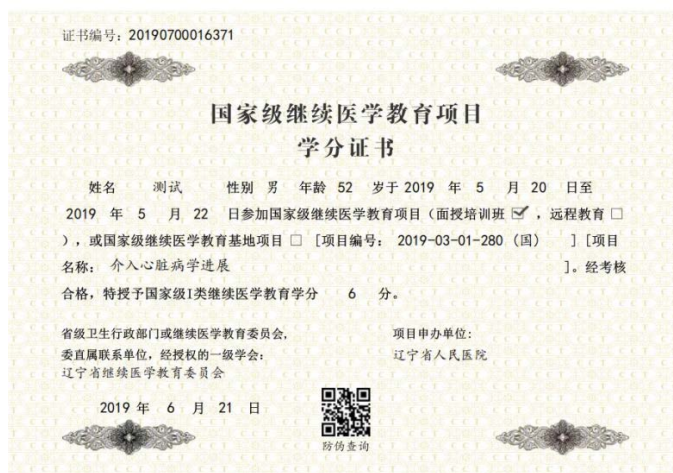 证书编号：20190700016371
国家级继续医学教育项目
学分证书
姓名 测试 性别 男 年龄 52 岁于 2019 年 5 月 20 日至
2019 年 5 月 22 日参加国家级继续医学教育项目（面授培训班 ☑，远程教育 □
），或国家级继续医学教育基地项目 □ [项目编号： 2019-03-01-280（国） ] [项目
名称： 介入心脏病学进展 ]。经考核
合格，特授予国家级I类继续医学教育学分 6 分。
省级卫生行政部门或继续医学教育委员会，
委直属联系单位，经授权的一级学会：
辽宁省继续医学教育委员会
项目申办单位：
辽宁省人民医院
2019 年 6 月 21 日
防伪查询